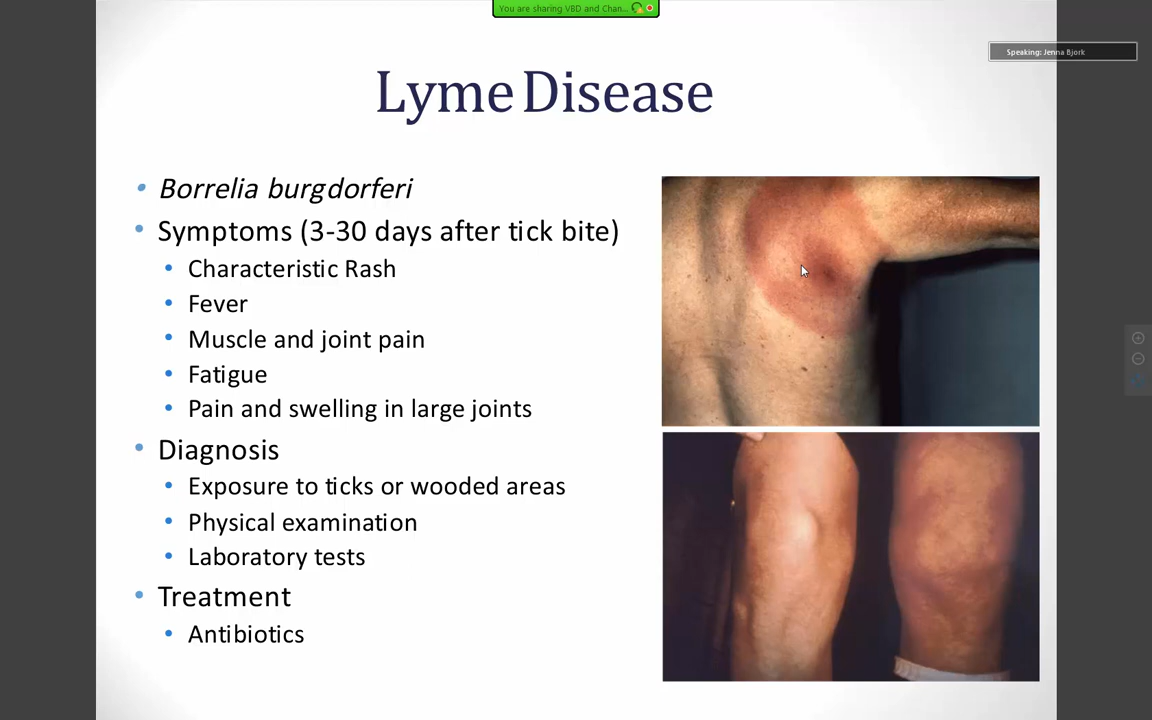 You are sharing VBD and Chan...
Speaking: Jenna Bjork
Lyme Disease
• Borrelia burgdorferi
• Symptoms (3-30 days after tick bite)
• Characteristic Rash
• Fever
• Muscle and joint pain
• Fatigue
• Pain and swelling in large joints
• Diagnosis
• Exposure to ticks or wooded areas
• Physical examination
• Laboratory tests
• Treatment
• Antibiotics